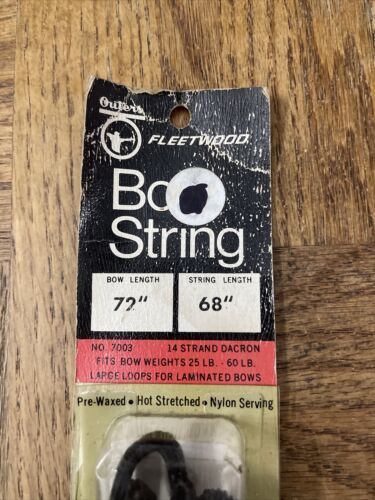 Outers
FLEETWOOD
Bo
String
BOW LENGTH
72"
STRING LENGTH
68"
NO. 7003 14 STRAND DACRON
FITS BOW WEIGHTS 25 LB. - 60 LB.
LARGE LOOPS FOR LAMINATED BOWS
Pre-Waxed • Hot Stretched • Nylon Serving